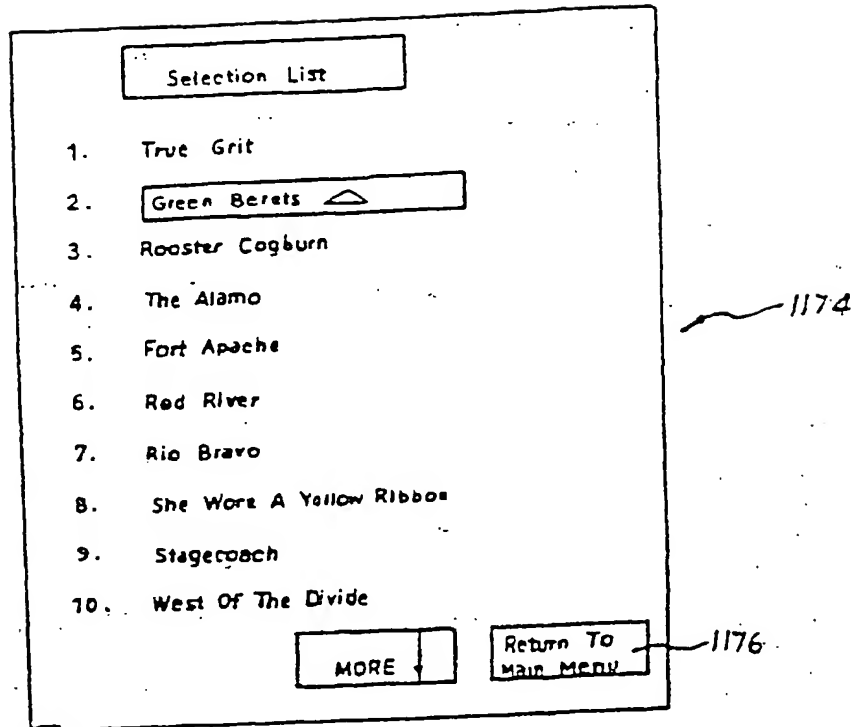 Selection List
1. True Grit
2. Green Berets
3. Rooster Cogburn
4. The Alamo
5. Fort Apache
6. Red River
7. Rio Bravo
8. She Wore A Yellow Ribbon
9. Stagecoach
10. West Of The Divide
MORE
Return To
Main Menu
1174
1176